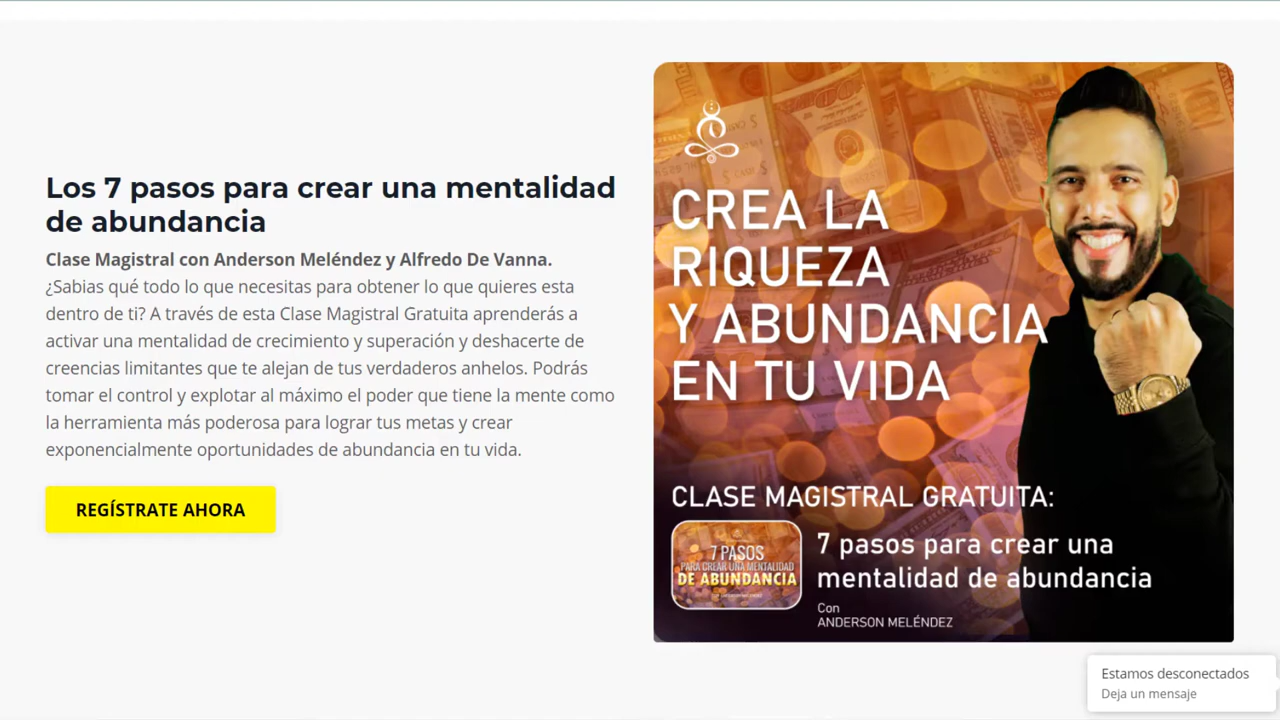 Los 7 pasos para crear una mentalidad
de abundancia
Clase Magistral con Anderson Meléndez y Alfredo De Vanna.
¿Sabias qué todo lo que necesitas para obtener lo que quieres esta
dentro de ti? A través de esta Clase Magistral Gratuita aprenderás a
activar una mentalidad de crecimiento y superación y deshacerte de
creencias limitantes que te alejan de tus verdaderos anhelos. Podrás
tomar el control y explotar al máximo el poder que tiene la mente como
la herramienta más poderosa para lograr tus metas y crear
exponencialmente oportunidades de abundancia en tu vida.
REGÍSTRATE AHORA
CREA LA
RIQUEZA
Y ABUNDANCIA
EN TU VIDA
CLASE MAGISTRAL GRATUITA:
7 PASOS
PARA CREAR UNA MENTALIDAD
DE ABUNDANCIA
7 pasos para crear una
mentalidad de abundancia
Con
ANDERSON MELÉNDEZ
Estamos desconectados
Deja un mensaje